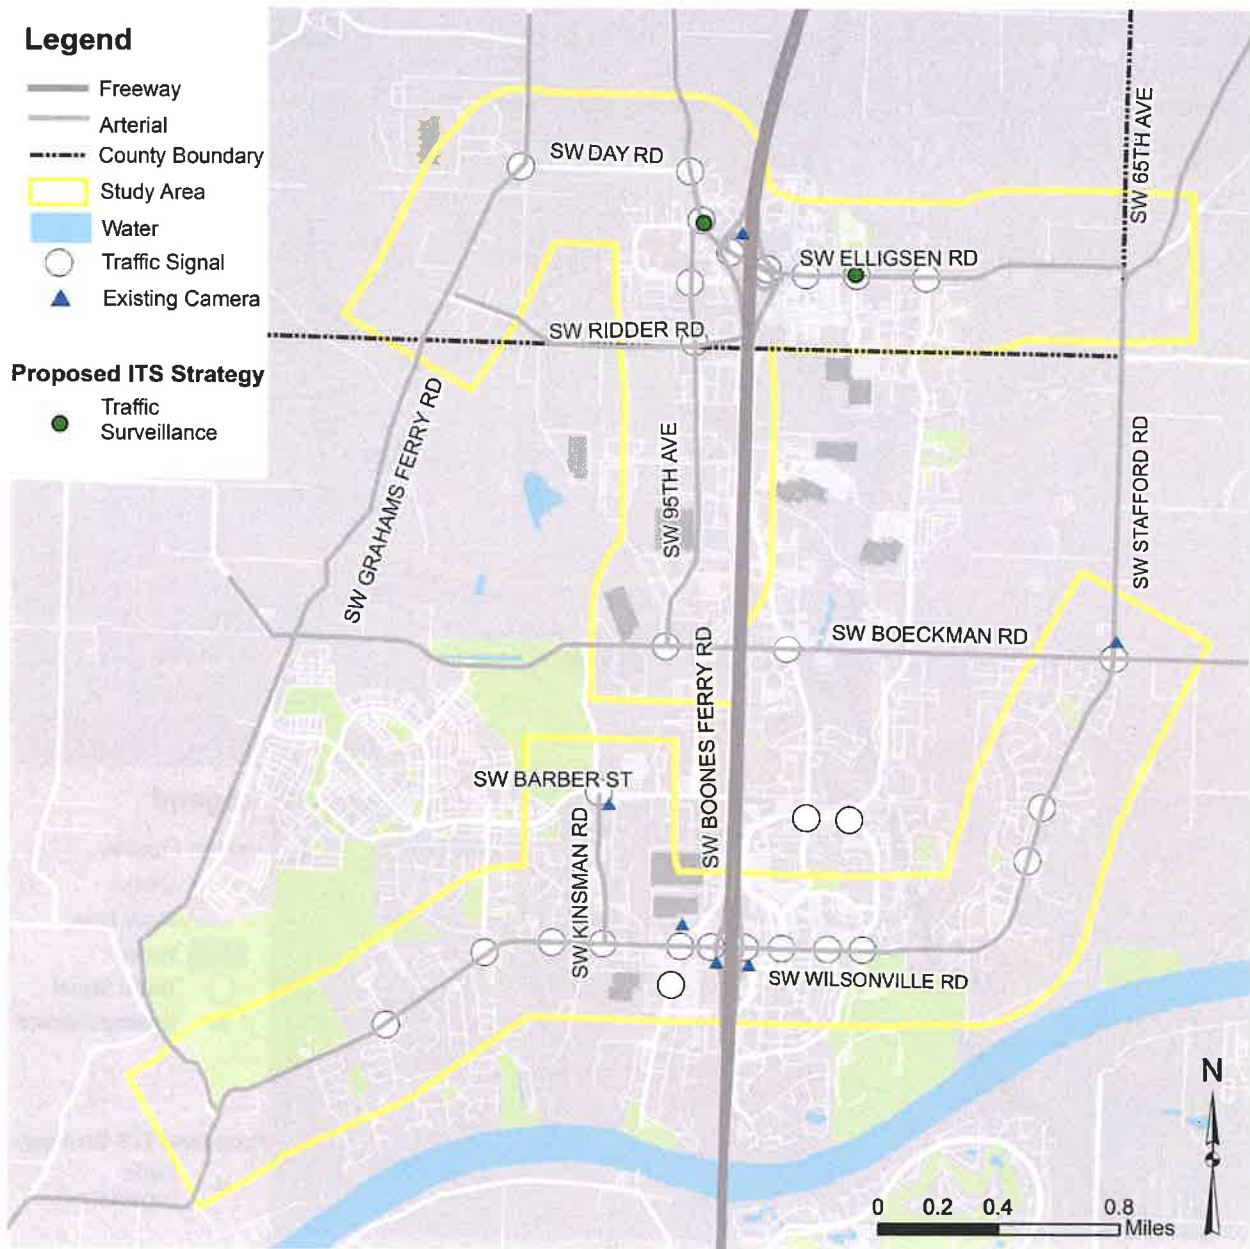 Legend
Freeway
Arterial
County Boundary
Study Area
Water
Traffic Signal
Existing Camera
Proposed ITS Strategy
Traffic
Surveillance
SW DAY RD
SW 65TH AVE
SW ELLIGSEN RD
SW RIDDER RD
SW GRAHAMS FERRY RD
SW 95TH AVE
SW STAFFORD RD
SW BOECKMAN RD
SW BOONES FERRY RD
SW BARBER ST
SW KINSMAN RD
SW WILSONVILLE RD
N
0 0.2 0.4 0.8
Miles